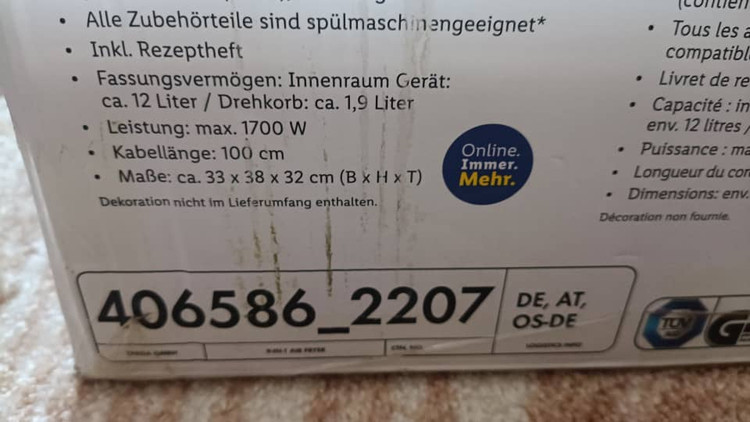 (contien
• Alle Zubehörteile sind spülmaschinengeeignet*
• Inkl. Rezeptheft
• Fassungsvermögen: Innenraum Gerät:
ca. 12 Liter / Drehkorb: ca. 1,9 Liter
• Leistung: max. 1700 W
• Kabellänge: 100 cm
• Maße: ca. 33 x 38 x 32 cm (B x H x T)
Dekoration nicht im Lieferumfang enthalten.
Online.
Immer.
Mehr.
• Tous les a
compatibl
• Livret de re
• Capacité : in
env. 12 litres /
• Puissance : ma
• Longueur du cor
• Dimensions: env.
Décoration non fournie.
406586_2207
DE, AT,
OS-DE
TÜV
G